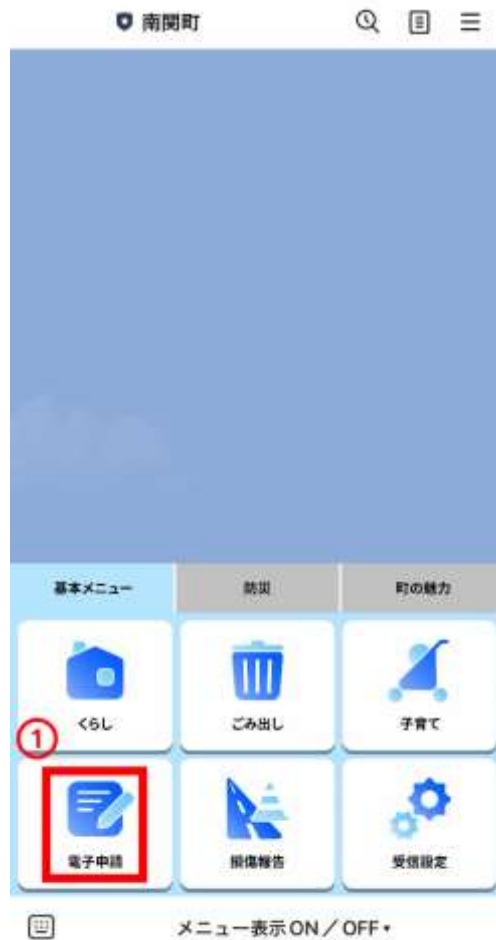 南関町
基本メニュー
防災
町の魅力
くらし
ごみ出し
子育て
①
電子申請
損傷報告
受信設定
メニュー表示ON／OFF▾